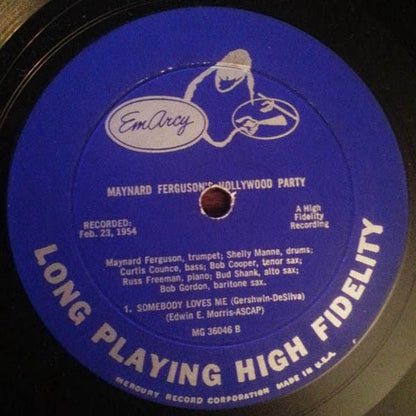 EmArcy
MAYNARD FERGUSON'S HOLLYWOOD PARTY
RECORDED:
Feb. 23, 1954
A High
Fidelity
Recording
Maynard Ferguson, trumpet; Shelly Manne, drums;
Curtis Counce, bass; Bob Cooper, tenor sax;
Russ Freeman, piano; Bud Shank, alto sax;
Bob Gordon, baritone sax.
1. SOMEBODY LOVES ME (Gershwin-DeSilva)
(Edwin E. Morris-ASCAP)
MG 36046 B
LONG PLAYING HIGH FIDELITY
MERCURY RECORD CORPORATION MADE IN U.S.A.